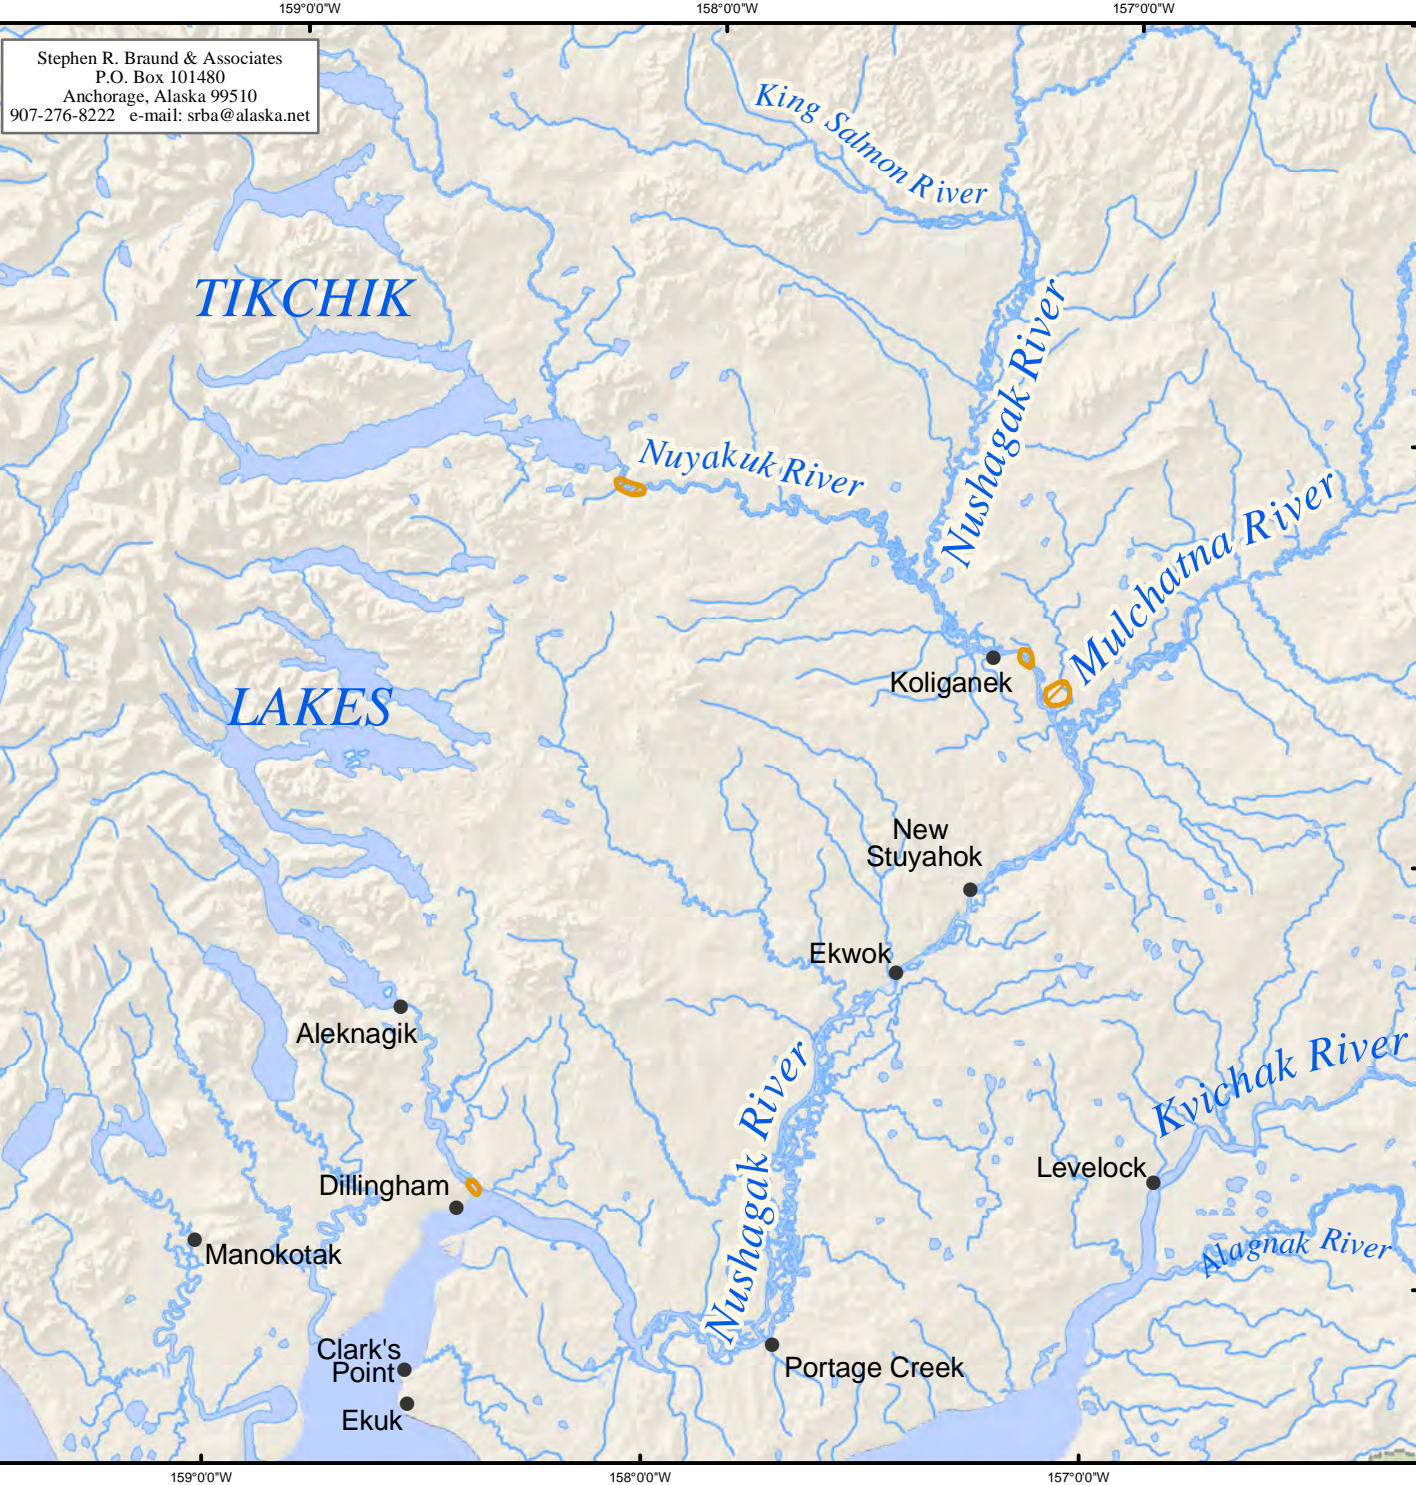 159°0'0"W
158°0'0"W
157°0'0"W
Stephen R. Braund & Associates
P.O. Box 101480
Anchorage, Alaska 99510
907-276-8222 e-mail: srba@alaska.net
King Salmon River
TIKCHIK
Nushagak River
Nuyakuk River
Mulchatna River
Koliganek
LAKES
New
Stuyahok
Ekwok
Aleknagik
Kvichak River
Nushagak River
Levelock
Dillingham
Manokotak
Alagnak River
Clark's
Point
Portage Creek
Ekuk
159°0'0"W
158°0'0"W
157°0'0"W